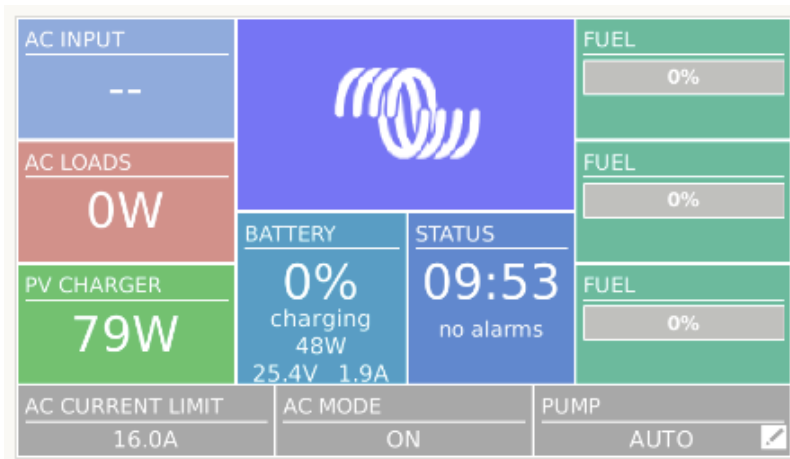 AC INPUT
--
AC LOADS
0W
PV CHARGER
79W
BATTERY
0%
charging
48W
25.4V 1.9A
STATUS
09:53
no alarms
FUEL
0%
FUEL
0%
FUEL
0%
AC CURRENT LIMIT
16.0A
AC MODE
ON
PUMP
AUTO